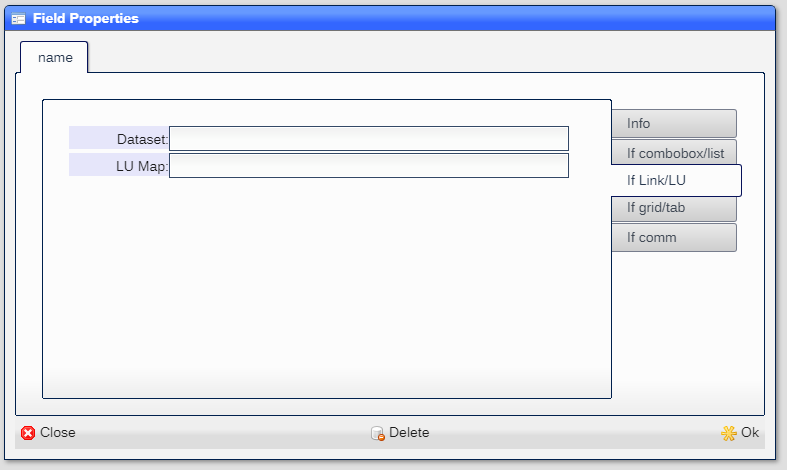 Field Properties
name
Dataset:
LU Map:
Info
If combobox/list
If Link/LU
If grid/tab
If comm
Close
Delete
Ok